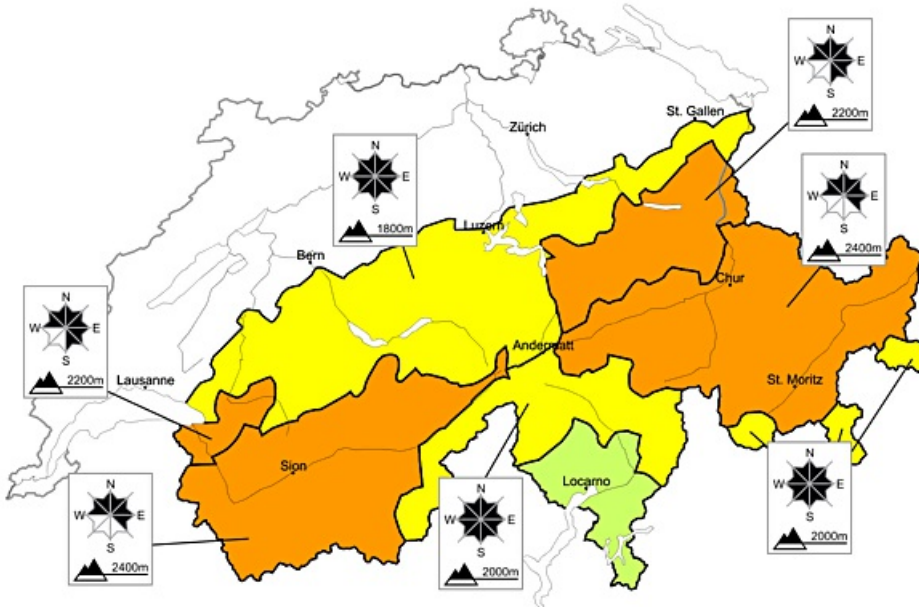 N
W E
S
2200m
St. Gallen
Zürich
N
W E
S
1800m
N
W E
S
2400m
Luzern
Bern
Chur
N
W E
S
2200m
Andermatt
Lausanne
St. Moritz
Sion
Locarno
N
W E
S
2400m
N
W E
S
2000m
N
W E
S
2000m